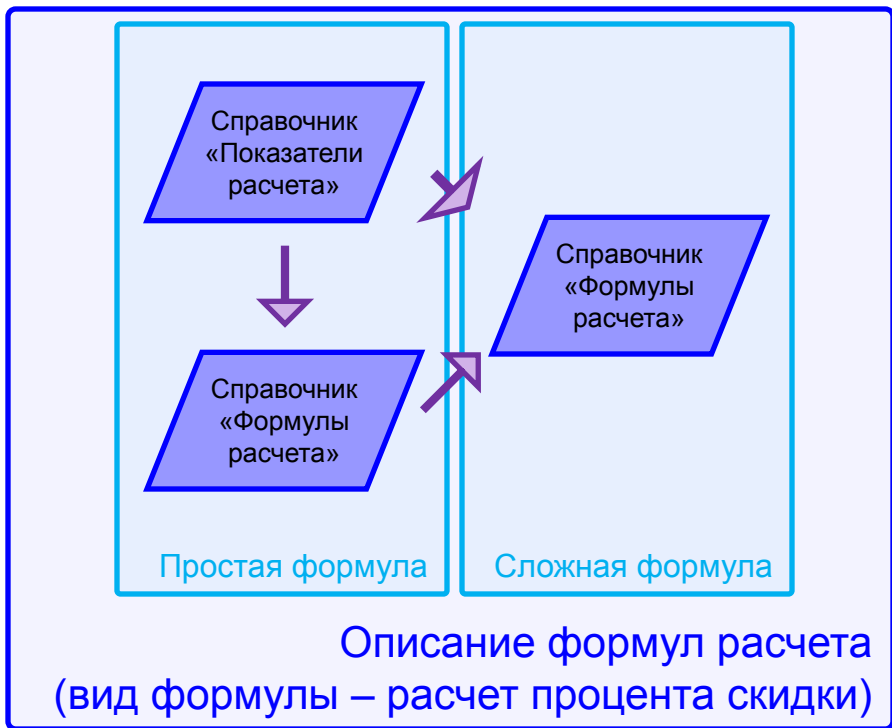 Справочник
«Показатели
расчета»
Справочник
«Формулы
расчета»
Справочник
«Формулы
расчета»
Простая формула
Сложная формула
Описание формул расчета
(вид формулы – расчет процента скидки)